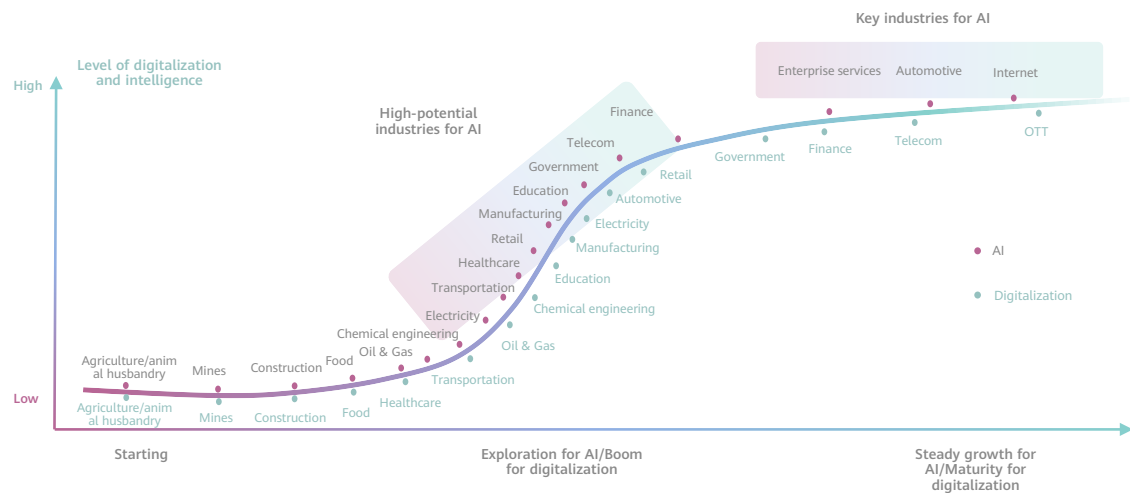 Key industries for AI
Level of digitalization
and intelligence
High
Enterprise services
Automotive
Internet
High-potential
industries for AI
Finance
Telecom
Government
Education
Manufacturing
Retail
Healthcare
Transportation
Electricity
Chemical engineering
Oil & Gas
Food
Construction
Mines
Agriculture/anim
al husbandry
OTT
Telecom
Finance
Government
Retail
Automotive
Electricity
Manufacturing
Education
Chemical engineering
Oil & Gas
Transportation
Healthcare
Food
Construction
Mines
Agriculture/anim
al husbandry
AI
Digitalization
Low
Starting
Exploration for AI/Boom
for digitalization
Steady growth for
AI/Maturity for
digitalization